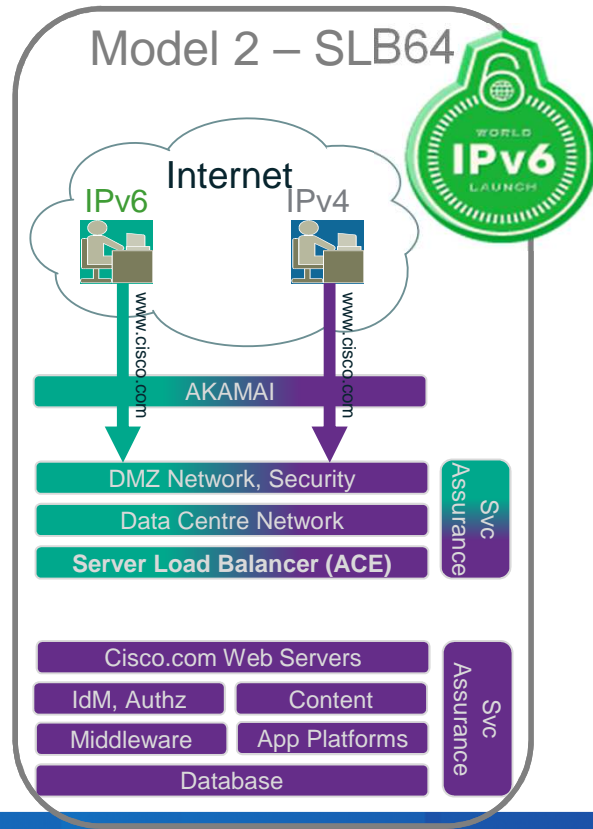 Model 2 – SLB64
6
WORLD
IPv6
LAUNCH
Internet
IPv6
IPv4
www.cisco.com
www.cisco.com
AKAMAI
DMZ Network, Security
Data Centre Network
Server Load Balancer (ACE)
Svc
Assurance
Cisco.com Web Servers
IdM, Authz
Content
Middleware
App Platforms
Database
Svc
Assurance